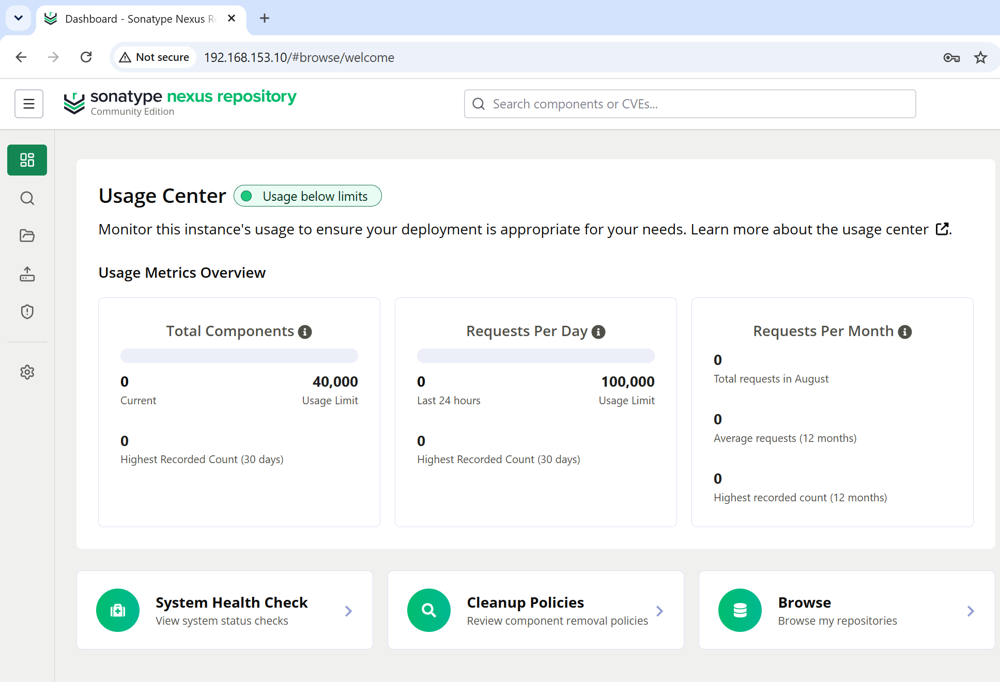 Dashboard - Sonatype Nexus Re
Not secure
192.168.153.10/#browse/welcome
sonatype nexus repository
Community Edition
Search components or CVEs...
Usage Center
Usage below limits
Monitor this instance's usage to ensure your deployment is appropriate for your needs. Learn more about the usage center .
Usage Metrics Overview
Total Components
0
40,000
Current
Usage Limit
0
Highest Recorded Count (30 days)
Requests Per Day
0
100,000
Last 24 hours
Usage Limit
0
Highest Recorded Count (30 days)
Requests Per Month
0
Total requests in August
0
Average requests (12 months)
0
Highest recorded count (12 months)
System Health Check
View system status checks
Cleanup Policies
Review component removal policies
Browse
Browse my repositories